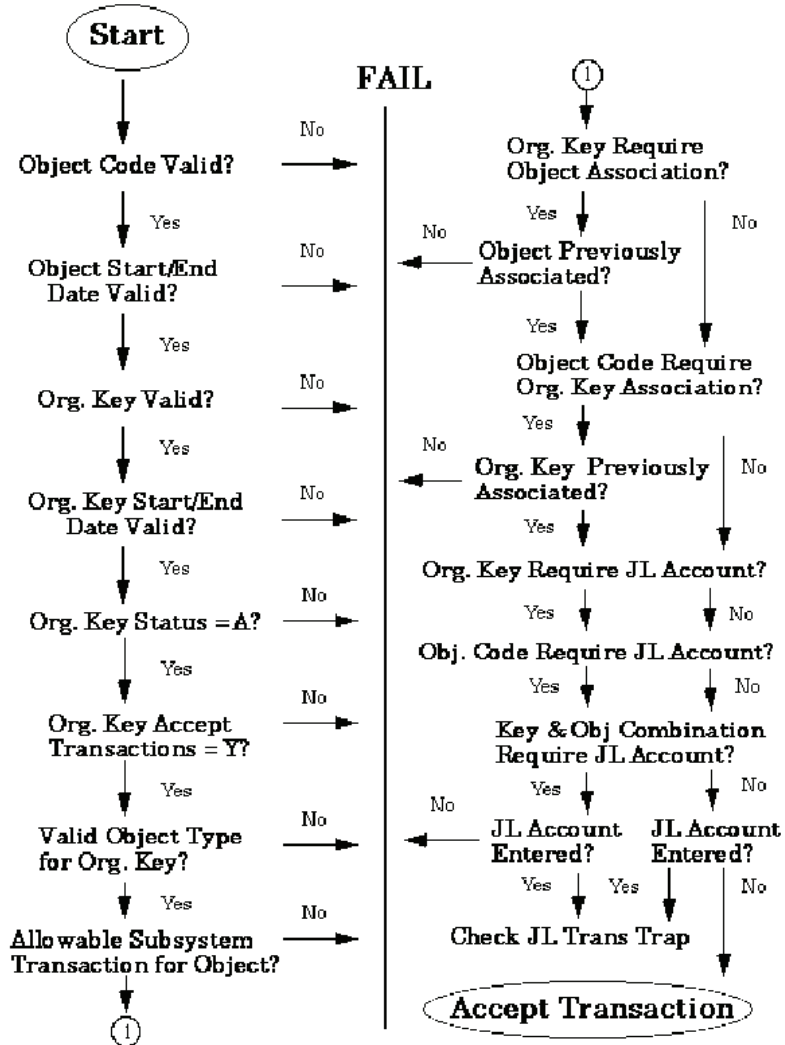 Start
FAIL
No
Object Code Valid?
Yes
No
Object Start/End
Date Valid?
Yes
No
Org. Key Valid?
Yes
No
Org. Key Start/End
Date Valid?
Yes
No
Org. Key Status = A?
Yes
No
Org. Key Accept
Transactions = Y?
Yes
No
Valid Object Type
for Org. Key?
Yes
No
Allowable Subsystem
Transaction for Object?
1
1
Org. Key Require
Object Association?
Yes
No
No
Object Previously
Associated?
Yes
Object Code Require
Org. Key Association?
Yes
No
No
Org. Key Previously
Associated?
Yes
Org. Key Require JL Account?
Yes
No
Obj. Code Require JL Account?
Yes
No
Key & Obj Combination
Require JL Account?
Yes
No
No
JL Account
Entered?
JL Account
Entered?
Yes
Yes
No
Check JL Trans Trap
Accept Transaction